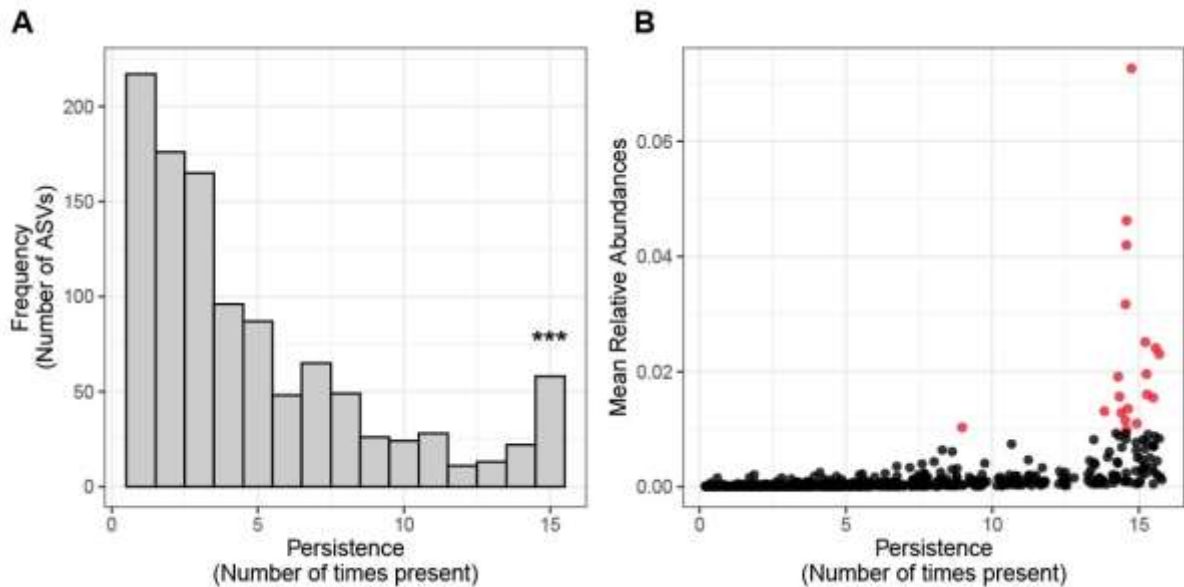 A
Frequency
(Number of ASVs)
200
150
100
50
0
***
0
5
10
15
Persistence
(Number of times present)
B
Mean Relative Abundances
0.06
0.04
0.02
0.00
0
5
10
15
Persistence
(Number of times present)